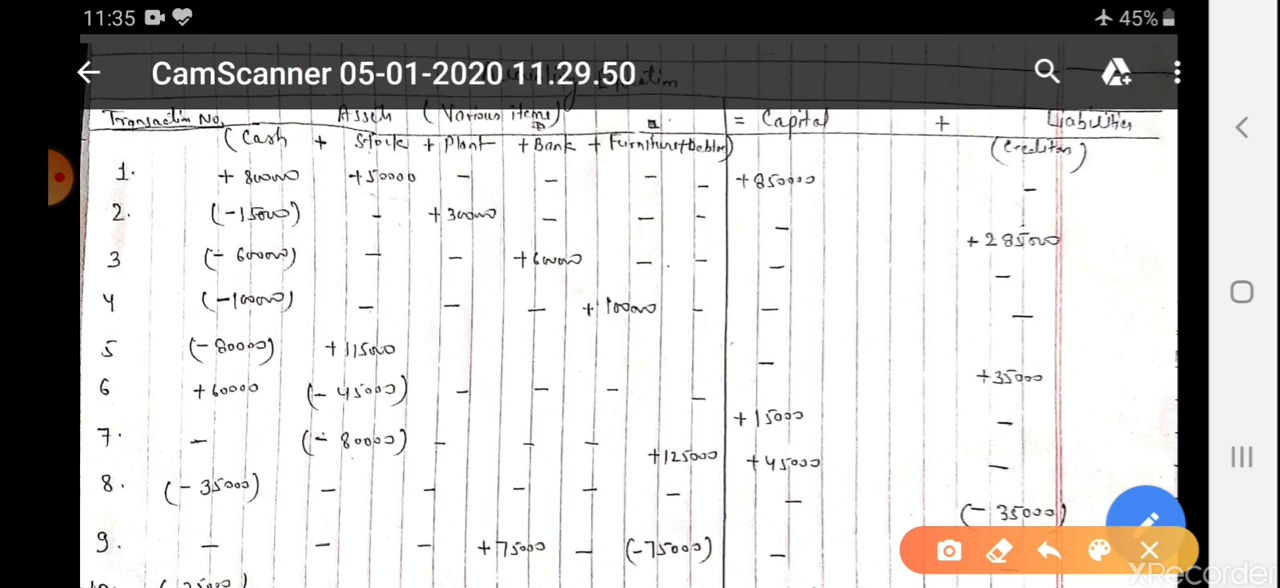 11:35 45%
CamScanner 05-01-2020 11.29.50
Transaction No. Assets (Various items) = Capital + Liabilities
(Cash + Stock + Plant + Bank + Furniture + Debtors) (Creditors)
1. + 800000 + 50000 - - - - + 850000 -
2. (- 15000) - + 300000 - - - - + 285000
3 (- 600000) - - + 600000 - - - -
4 (- 10000) - - - + 10000 - - -
5 (- 80000) + 115000 - + 35000
6 + 60000 (- 45000) - - - - + 15000 -
7. - (- 80000) - - - + 125000 + 45000 -
8. (- 35000) - - - - - - (- 35000)
9. - - - + 75000 - (- 75000) -
XRecorder